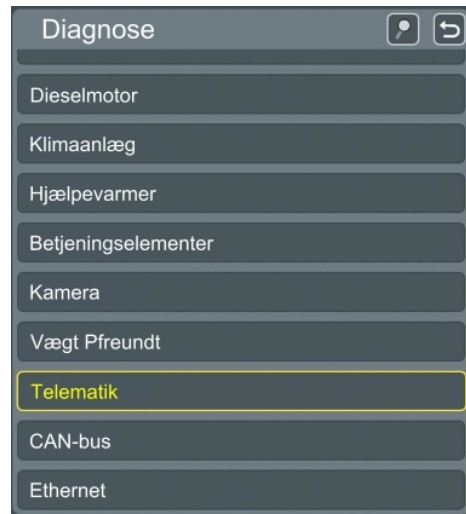 Diagnose
Dieselmotor
Klimaanlæg
Hjælpevarmer
Betjeningselementer
Kamera
Vægt Pfreundt
Telematik
CAN-bus
Ethernet